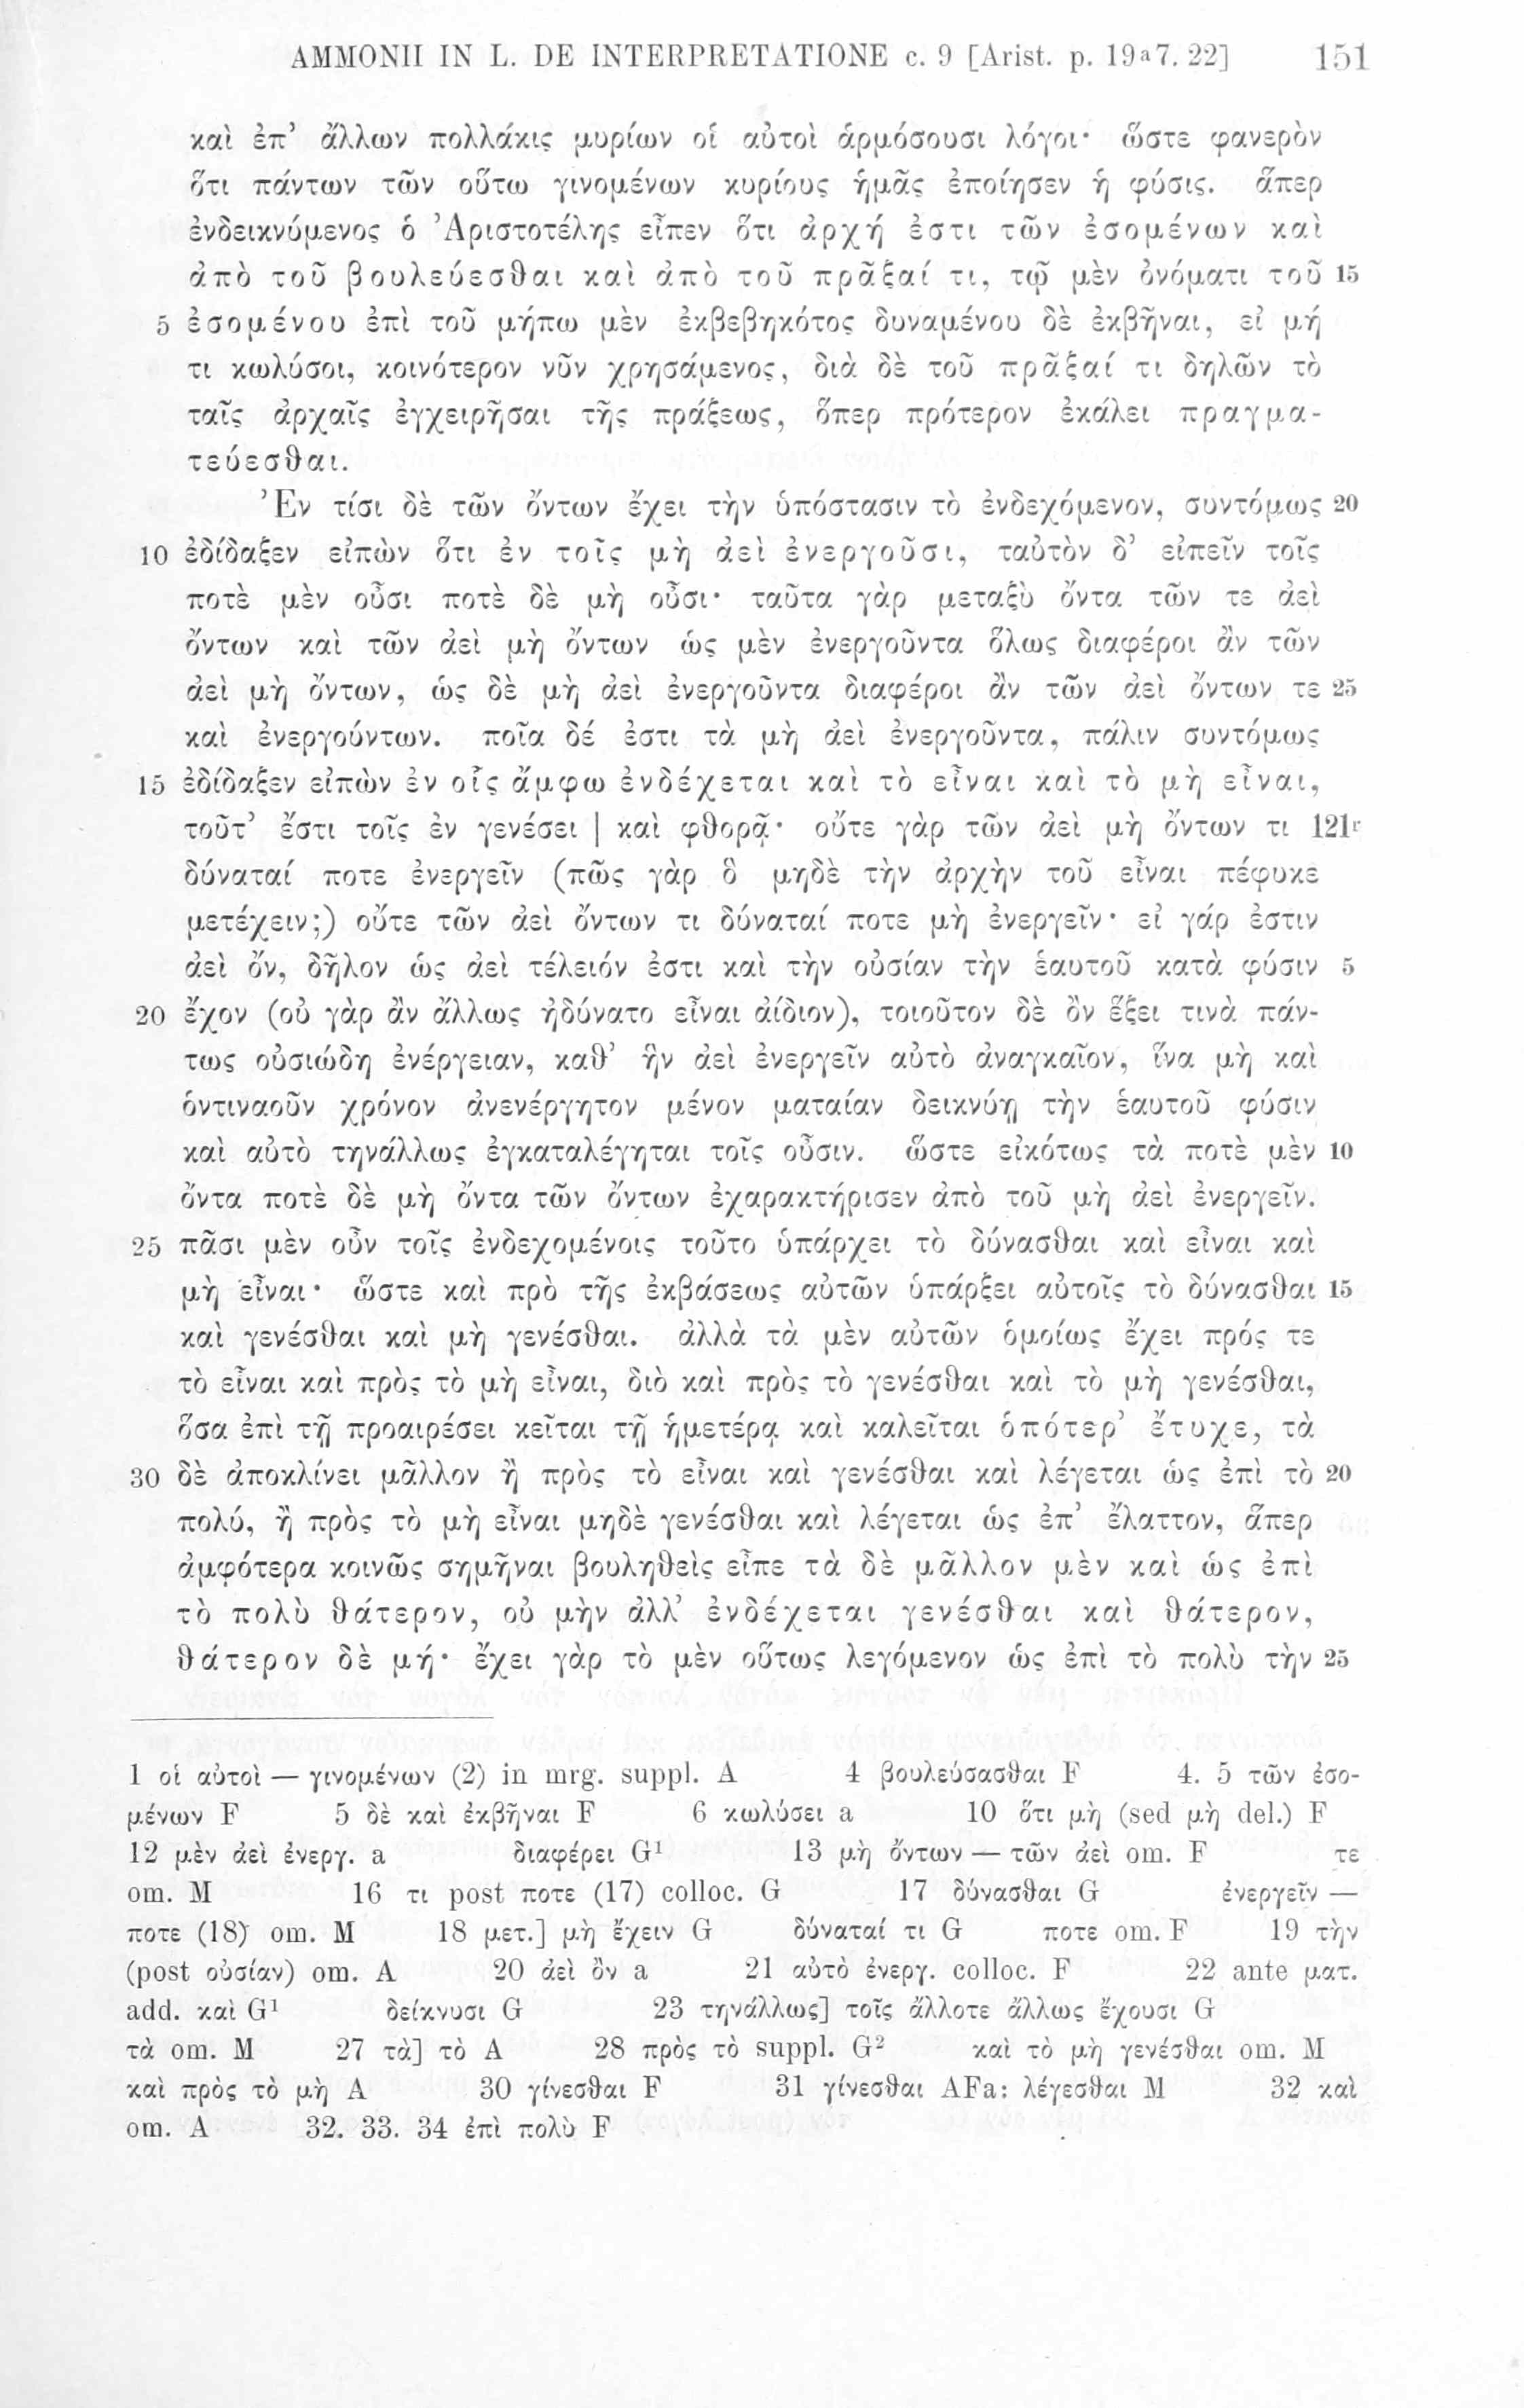 AMMONII IN L. DE INTERPRETATIONE c. 9 [Arist. p. 19a7. 22] 151
καὶ ἐπ’ ἄλλων πολλάκις μυρίων οἱ αὐτοὶ ἁρμόσουσι λόγοι· ὥστε φανερὸν
ὅτι πάντων τῶν οὕτω γινομένων κυρίους ἡμᾶς ἐποίησεν ἡ φύσις. ἅπερ
ἐνδεικνύμενος ὁ Ἀριστοτέλης εἶπεν ὅτι ἀρχή ἐστι τῶν ἐσομένων καὶ
ἀπὸ τοῦ βουλεύεσθαι καὶ ἀπὸ τοῦ πρᾶξαί τι, τῷ μὲν ὀνόματι τοῦ 15
5 ἐσομένου ἐπὶ τοῦ μήπω μὲν ἐκβεβηκότος δυναμένου δὲ ἐκβῆναι, εἰ μή
τι κωλύσοι, κοινότερον νῦν χρησάμενος, διὰ δὲ τοῦ πρᾶξαί τι δηλῶν τὸ
ταῖς ἀρχαῖς ἐγχειρῆσαι τῆς πράξεως, ὅπερ πρότερον ἐκάλει πραγμα-
τεύεσθαι.
Ἐν τίσι δὲ τῶν ὄντων ἔχει τὴν ὑπόστασιν τὸ ἐνδεχόμενον, συντόμως 20
10 ἐδίδαξεν εἰπὼν ὅτι ἐν τοῖς μὴ ἀεὶ ἐνεργοῦσι, ταὐτὸν δ’ εἰπεῖν τοῖς
ποτὲ μὲν οὖσι ποτὲ δὲ μὴ οὖσι· ταῦτα γὰρ μεταξὺ ὄντα τῶν τε ἀεὶ
ὄντων καὶ τῶν ἀεὶ μὴ ὄντων ὡς μὲν ἐνεργοῦντα ὅλως διαφέροι ἂν τῶν
ἀεὶ μὴ ὄντων, ὡς δὲ μὴ ἀεὶ ἐνεργοῦντα διαφέροι ἂν τῶν ἀεὶ ὄντων τε 25
καὶ ἐνεργούντων. ποῖα δέ ἐστι τὰ μὴ ἀεὶ ἐνεργοῦντα, πάλιν συντόμως
15 ἐδίδαξεν εἰπὼν ἐν οἷς ἄμφω ἐνδέχεται καὶ τὸ εἶναι καὶ τὸ μὴ εἶναι,
τοῦτ’ ἔστι τοῖς ἐν γενέσει | καὶ φθορᾷ· οὔτε γὰρ τῶν ἀεὶ μὴ ὄντων τι 121r
δύναταί ποτε ἐνεργεῖν (πῶς γὰρ ὃ μηδὲ τὴν ἀρχὴν τοῦ εἶναι πέφυκε
μετέχειν;) οὔτε τῶν ἀεὶ ὄντων τι δύναταί ποτε μὴ ἐνεργεῖν· εἰ γάρ ἐστιν
ἀεὶ ὄν, δῆλον ὡς ἀεὶ τέλειόν ἐστι καὶ τὴν οὐσίαν τὴν ἑαυτοῦ κατὰ φύσιν 5
20 ἔχον (οὐ γὰρ ἂν ἄλλως ἠδύνατο εἶναι ἀίδιον), τοιοῦτον δὲ ὂν ἕξει τινὰ πάν-
τως οὐσιώδη ἐνέργειαν, καθ’ ἣν ἀεὶ ἐνεργεῖν αὐτὸ ἀναγκαῖον, ἵνα μὴ καὶ
ὁντιναοῦν χρόνον ἀνενέργητον μένον ματαίαν δεικνύῃ τὴν ἑαυτοῦ φύσιν
καὶ αὐτὸ τηνάλλως ἐγκαταλέγηται τοῖς οὖσιν. ὥστε εἰκότως τὰ ποτὲ μὲν 10
ὄντα ποτὲ δὲ μὴ ὄντα τῶν ὄντων ἐχαρακτήρισεν ἀπὸ τοῦ μὴ ἀεὶ ἐνεργεῖν.
25 πᾶσι μὲν οὖν τοῖς ἐνδεχομένοις τοῦτο ὑπάρχει τὸ δύνασθαι καὶ εἶναι καὶ
μὴ εἶναι· ὥστε καὶ πρὸ τῆς ἐκβάσεως αὐτῶν ὑπάρξει αὐτοῖς τὸ δύνασθαι 15
καὶ γενέσθαι καὶ μὴ γενέσθαι. ἀλλὰ τὰ μὲν αὐτῶν ὁμοίως ἔχει πρός τε
τὸ εἶναι καὶ πρὸς τὸ μὴ εἶναι, διὸ καὶ πρὸς τὸ γενέσθαι καὶ τὸ μὴ γενέσθαι,
ὅσα ἐπὶ τῇ προαιρέσει κεῖται τῇ ἡμετέρᾳ καὶ καλεῖται ὁπότερ’ ἔτυχε, τὰ
30 δὲ ἀποκλίνει μᾶλλον ἢ πρὸς τὸ εἶναι καὶ γενέσθαι καὶ λέγεται ὡς ἐπὶ τὸ 20
πολύ, ἢ πρὸς τὸ μὴ εἶναι μηδὲ γενέσθαι καὶ λέγεται ὡς ἐπ’ ἔλαττον, ἅπερ
ἀμφότερα κοινῶς σημῆναι βουληθεὶς εἶπε τὰ δὲ μᾶλλον μὲν καὶ ὡς ἐπὶ
τὸ πολὺ θάτερον, οὐ μὴν ἀλλ’ ἐνδέχεται γενέσθαι καὶ θάτερον,
θάτερον δὲ μή· ἔχει γὰρ τὸ μὲν οὕτως λεγόμενον ὡς ἐπὶ τὸ πολὺ τὴν 25
1 οἱ αὐτοὶ — γινομένων (2) in mrg. suppl. A 4 βουλεύσασθαι F 4. 5 τῶν ἐσο-
μένων F 5 δὲ καὶ ἐκβῆναι F 6 κωλύσει a 10 ὅτι μὴ (sed μὴ del.) F
12 μὲν ἀεὶ ἐνεργ. a διαφέρει G1 13 μὴ ὄντων — τῶν ἀεὶ om. F τε
om. M 16 τι post ποτε (17) colloc. G 17 δύνασθαι G ἐνεργεῖν —
ποτε (18) om. M 18 μετ.] μὴ ἔχειν G δύναταί τι G ποτε om. F 19 τὴν
(post οὐσίαν) om. A 20 ἀεὶ ὂν a 21 αὐτὸ ἐνεργ. colloc. F 22 ante ματ.
add. καὶ G1 δείκνυσι G 23 τηνάλλως] τοῖς ἄλλοτε ἄλλως ἔχουσι G
τὰ om. M 27 τὰ] τὸ A 28 πρὸς τὸ suppl. G2 καὶ τὸ μὴ γενέσθαι om. M
καὶ πρὸς τὸ μὴ A 30 γίνεσθαι F 31 γίνεσθαι AFa: λέγεσθαι M 32 καὶ
om. A 32. 33. 34 ἐπὶ πολὺ F